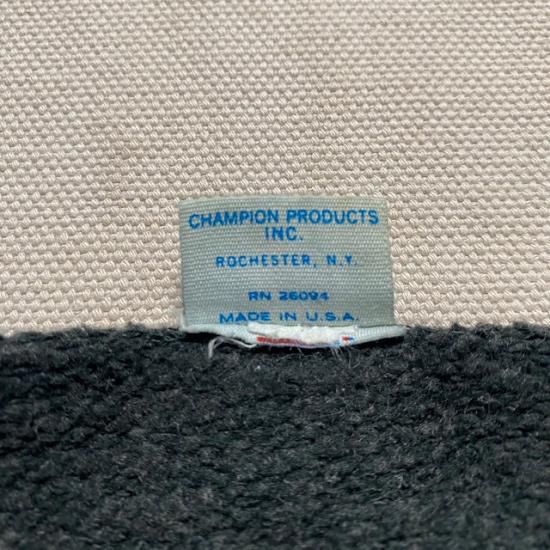 CHAMPION PRODUCTS
INC.
ROCHESTER, N.Y.
RN 26094
MADE IN U.S.A.